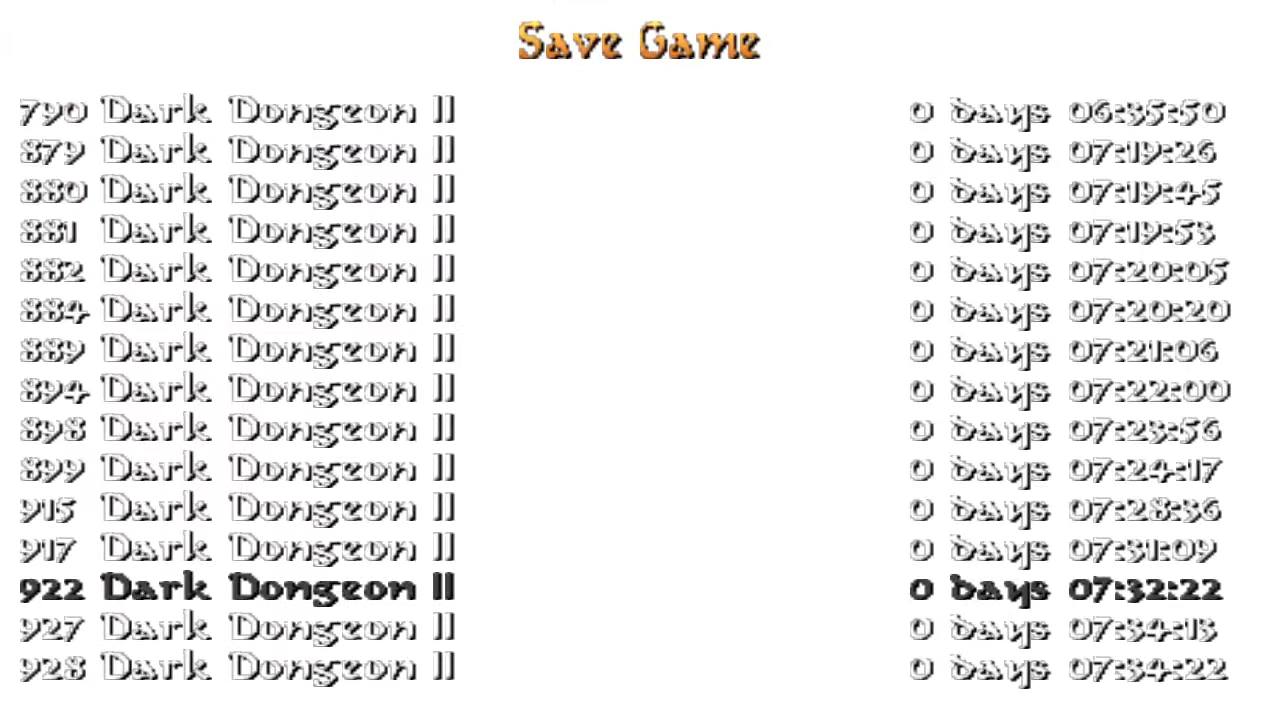 Save Game
790 Dark Dongeon II 0 days 06:35:50
879 Dark Dongeon II 0 days 07:19:26
880 Dark Dongeon II 0 days 07:19:45
881 Dark Dongeon II 0 days 07:19:53
882 Dark Dongeon II 0 days 07:20:05
884 Dark Dongeon II 0 days 07:20:20
889 Dark Dongeon II 0 days 07:21:06
894 Dark Dongeon II 0 days 07:22:00
898 Dark Dongeon II 0 days 07:23:56
899 Dark Dongeon II 0 days 07:24:17
915 Dark Dongeon II 0 days 07:28:36
917 Dark Dongeon II 0 days 07:31:09
922 Dark Dongeon II 0 days 07:32:22
927 Dark Dongeon II 0 days 07:34:13
928 Dark Dongeon II 0 days 07:34:22